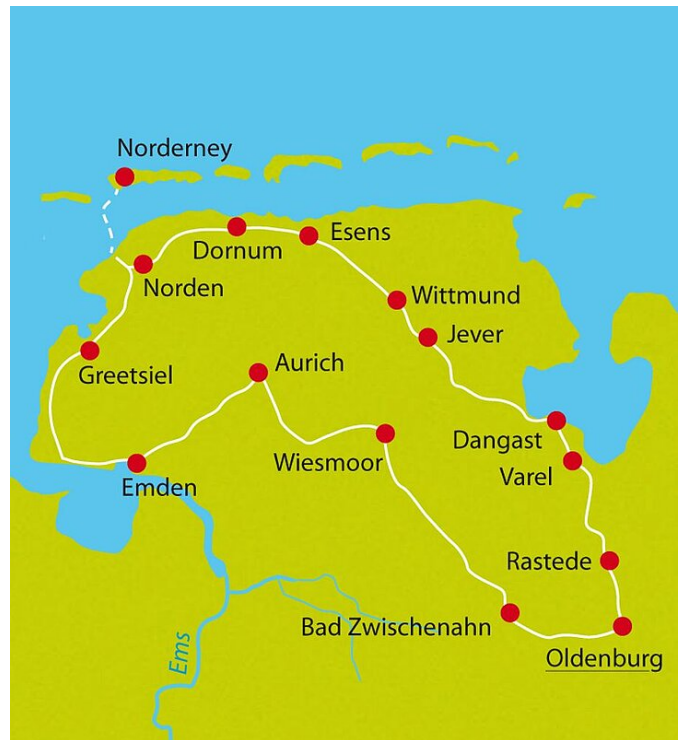 Norderney
Esens
Dornum
Norden
Wittmund
Jever
Aurich
Greetsiel
Dangast
Wiesmoor
Varel
Emden
Rastede
Bad Zwischenahn
Ems
Oldenburg